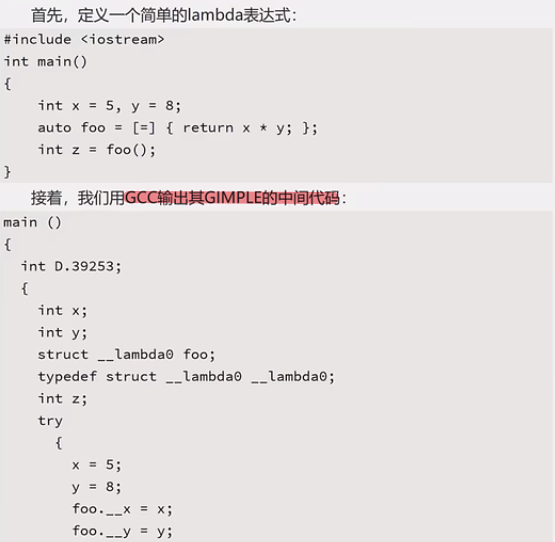 首先，定义一个简单的lambda表达式：
#include <iostream>
int main()
{
    int x = 5, y = 8;
    auto foo = [=] { return x * y; };
    int z = foo();
}
接着，我们用GCC输出其GIMPLE的中间代码：
main ()
{
  int D.39253;
  {
    int x;
    int y;
    struct __lambda0 foo;
    typedef struct __lambda0 __lambda0;
    int z;
    try
      {
        x = 5;
        y = 8;
        foo.__x = x;
        foo.__y = y;